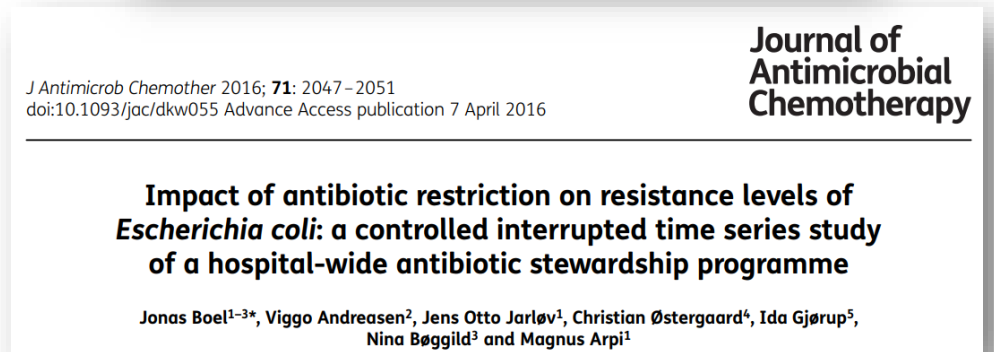 Journal of
Antimicrobial
Chemotherapy
J Antimicrob Chemother 2016; 71: 2047–2051
doi:10.1093/jac/dkw055 Advance Access publication 7 April 2016
Impact of antibiotic restriction on resistance levels of
Escherichia coli: a controlled interrupted time series study
of a hospital-wide antibiotic stewardship programme
Jonas Boel1–3*, Viggo Andreasen2, Jens Otto Jarløv1, Christian Østergaard4, Ida Gjørup5,
Nina Bøggild3 and Magnus Arpi1